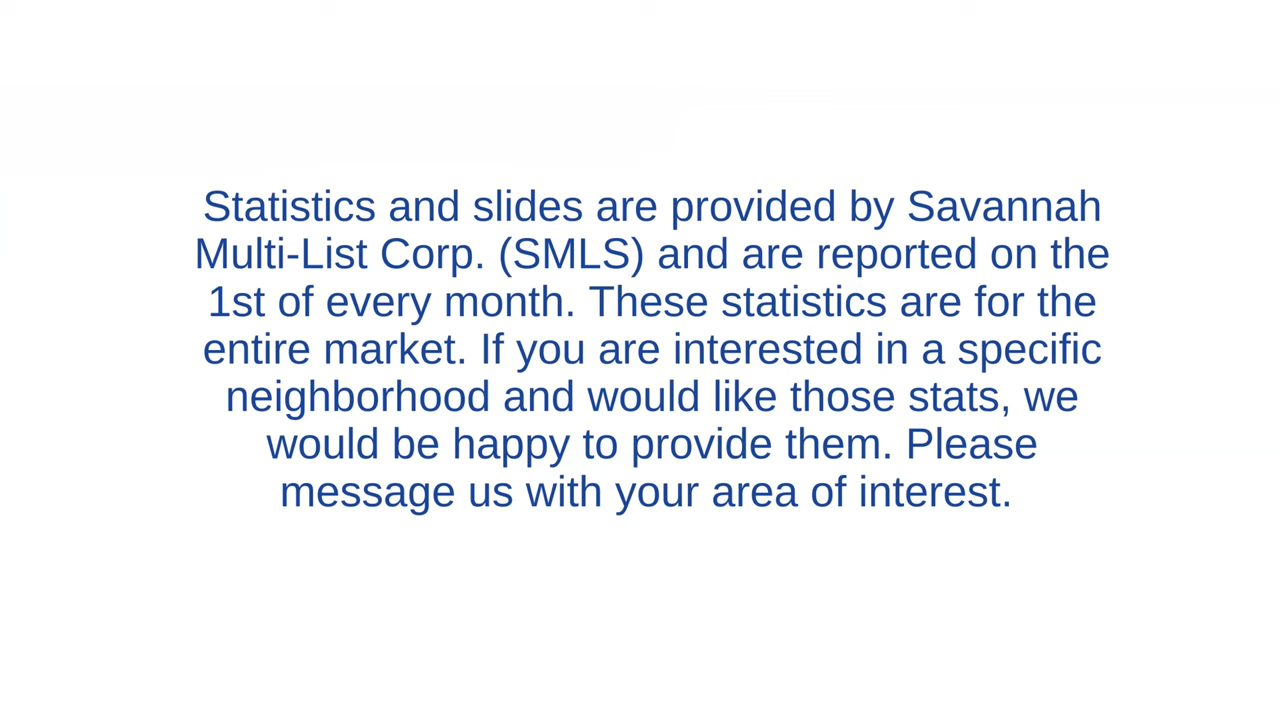 Statistics and slides are provided by Savannah
Multi-List Corp. (SMLS) and are reported on the
1st of every month. These statistics are for the
entire market. If you are interested in a specific
neighborhood and would like those stats, we
would be happy to provide them. Please
message us with your area of interest.